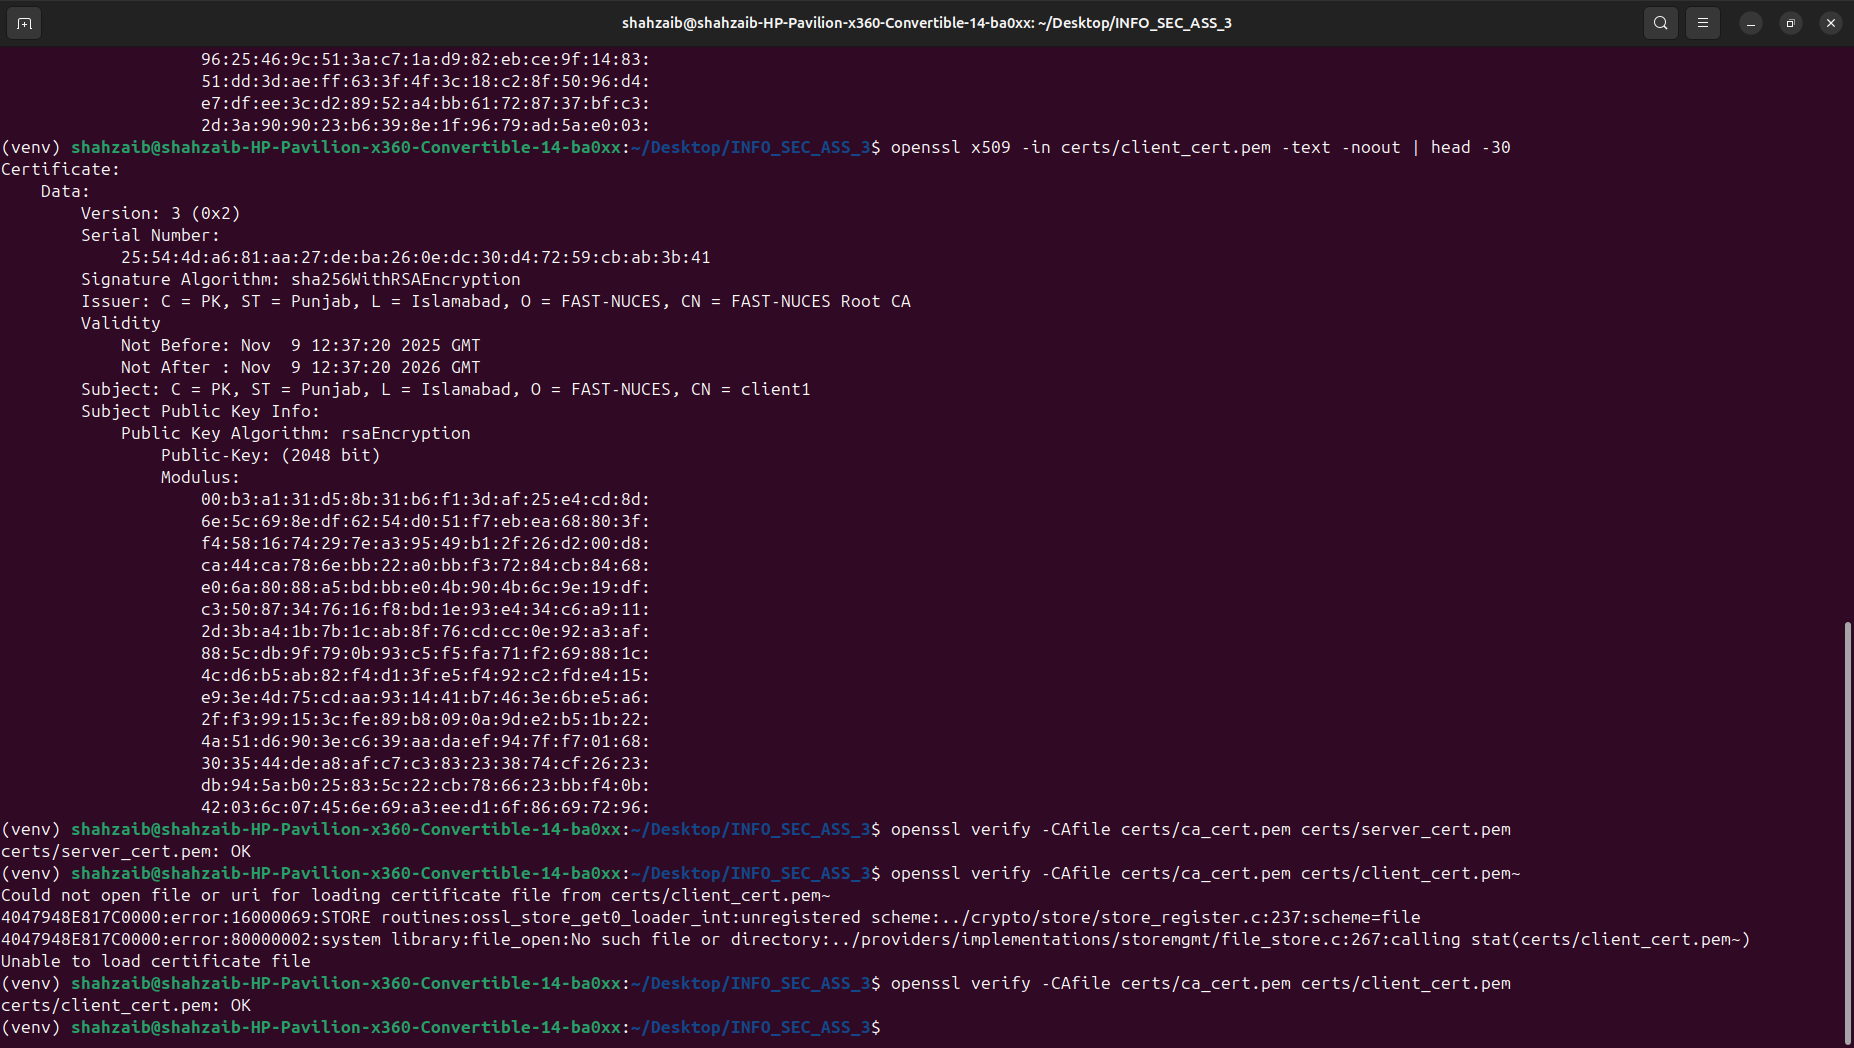 shahzaib@shahzaib-HP-Pavilion-x360-Convertible-14-ba0xx: ~/Desktop/INFO_SEC_ASS_3
96:25:46:9c:51:3a:c7:1a:d9:82:eb:ce:9f:14:83:
51:dd:3d:ae:ff:63:3f:4f:3c:18:c2:8f:50:96:d4:
e7:df:ee:3c:d2:89:52:a4:bb:61:72:87:37:bf:c3:
2d:3a:90:90:23:b6:39:8e:1f:96:79:ad:5a:e0:03:
(venv) shahzaib@shahzaib-HP-Pavilion-x360-Convertible-14-ba0xx:~/Desktop/INFO_SEC_ASS_3$ openssl x509 -in certs/client_cert.pem -text -noout | head -30
Certificate:
    Data:
        Version: 3 (0x2)
        Serial Number:
            25:54:4d:a6:81:aa:27:de:ba:26:0e:dc:30:d4:72:59:cb:ab:3b:41
        Signature Algorithm: sha256WithRSAEncryption
        Issuer: C = PK, ST = Punjab, L = Islamabad, O = FAST-NUCES, CN = FAST-NUCES Root CA
        Validity
            Not Before: Nov  9 12:37:20 2025 GMT
            Not After : Nov  9 12:37:20 2026 GMT
        Subject: C = PK, ST = Punjab, L = Islamabad, O = FAST-NUCES, CN = client1
        Subject Public Key Info:
            Public Key Algorithm: rsaEncryption
                Public-Key: (2048 bit)
                Modulus:
                    00:b3:a1:31:d5:8b:31:b6:f1:3d:af:25:e4:cd:8d:
                    6e:5c:69:8e:df:62:54:d0:51:f7:eb:ea:68:80:3f:
                    f4:58:16:74:29:7e:a3:95:49:b1:2f:26:d2:00:d8:
                    ca:44:ca:78:6e:bb:22:a0:bb:f3:72:84:cb:84:68:
                    e0:6a:80:88:a5:bd:bb:e0:4b:90:4b:6c:9e:19:df:
                    c3:50:87:34:76:16:f8:bd:1e:93:e4:34:c6:a9:11:
                    2d:3b:a4:1b:7b:1c:ab:8f:76:cd:cc:0e:92:a3:af:
                    88:5c:db:9f:79:0b:93:c5:f5:fa:71:f2:69:88:1c:
                    4c:d6:b5:ab:82:f4:d1:3f:e5:f4:92:c2:fd:e4:15:
                    e9:3e:4d:75:cd:aa:93:14:41:b7:46:3e:6b:e5:a6:
                    2f:f3:99:15:3c:fe:89:b8:09:0a:9d:e2:b5:1b:22:
                    4a:51:d6:90:3e:c6:39:aa:da:ef:94:7f:f7:01:68:
                    30:35:44:de:a8:af:c7:c3:83:23:38:74:cf:26:23:
                    db:94:5a:b0:25:83:5c:22:cb:78:66:23:bb:f4:0b:
                    42:03:6c:07:45:6e:69:a3:ee:d1:6f:86:69:72:96:
(venv) shahzaib@shahzaib-HP-Pavilion-x360-Convertible-14-ba0xx:~/Desktop/INFO_SEC_ASS_3$ openssl verify -CAfile certs/ca_cert.pem certs/server_cert.pem
certs/server_cert.pem: OK
(venv) shahzaib@shahzaib-HP-Pavilion-x360-Convertible-14-ba0xx:~/Desktop/INFO_SEC_ASS_3$ openssl verify -CAfile certs/ca_cert.pem certs/client_cert.pem~
Could not open file or uri for loading certificate file from certs/client_cert.pem~
4047948E817C0000:error:16000069:STORE routines:ossl_store_get0_loader_int:unregistered scheme:../crypto/store/store_register.c:237:scheme=file
4047948E817C0000:error:80000002:system library:file_open:No such file or directory:../providers/implementations/storemgmt/file_store.c:267:calling stat(certs/client_cert.pem~)
Unable to load certificate file
(venv) shahzaib@shahzaib-HP-Pavilion-x360-Convertible-14-ba0xx:~/Desktop/INFO_SEC_ASS_3$ openssl verify -CAfile certs/ca_cert.pem certs/client_cert.pem
certs/client_cert.pem: OK
(venv) shahzaib@shahzaib-HP-Pavilion-x360-Convertible-14-ba0xx:~/Desktop/INFO_SEC_ASS_3$